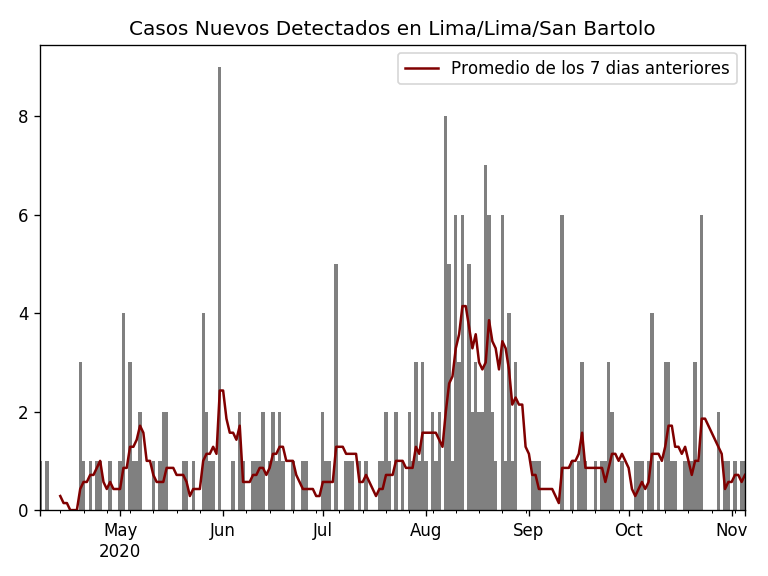 Casos Nuevos Detectados en Lima/Lima/San Bartolo
Promedio de los 7 dias anteriores
8
6
4
2
0
May Jun Jul Aug Sep Oct Nov
2020